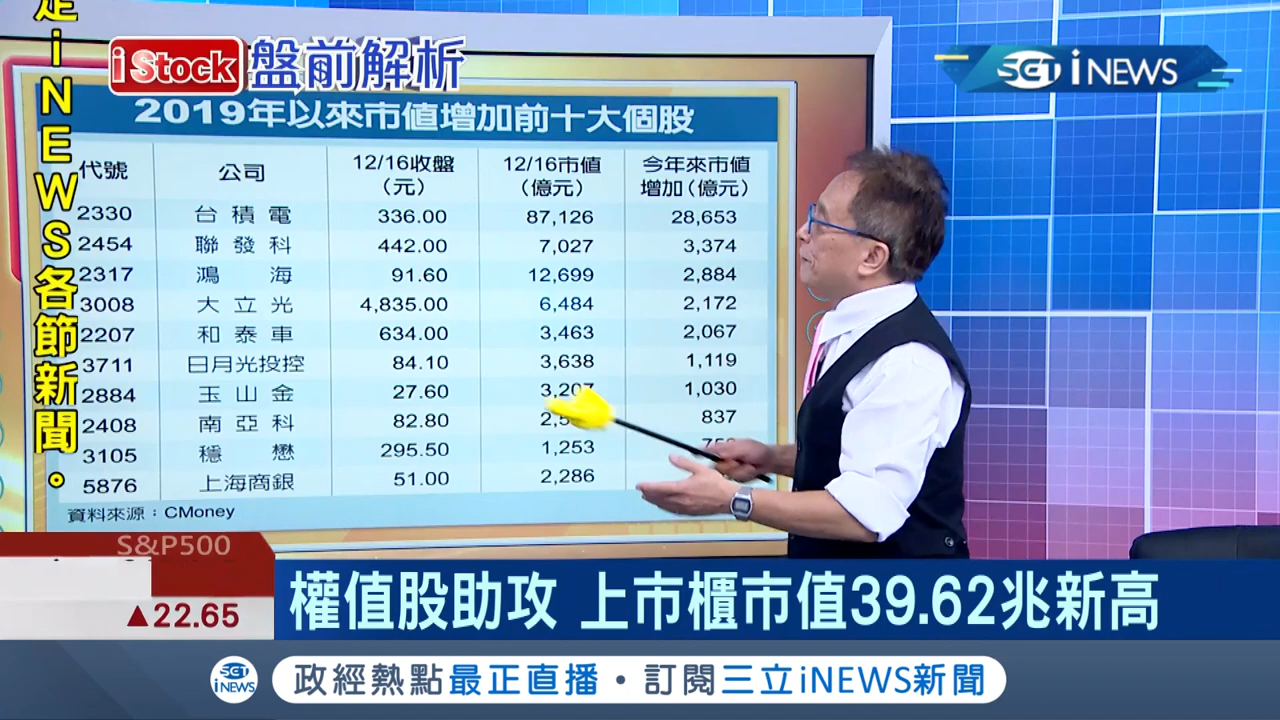 足iNEWS各節新聞。
iStock 盤前解析
SET iNEWS
2019年以來市值增加前十大個股
代號 公司 12/16收盤(元) 12/16市值(億元) 今年來市值增加(億元)
2330 台積電 336.00 87,126 28,653
2454 聯發科 442.00 7,027 3,374
2317 鴻海 91.60 12,699 2,884
3008 大立光 4,835.00 6,484 2,172
2207 和泰車 634.00 3,463 2,067
3711 日月光投控 84.10 3,638 1,119
2884 玉山金 27.60 3,207 1,030
2408 南亞科 82.80 837
3105 穩懋 295.50 1,253
5876 上海商銀 51.00 2,286
資料來源：CMoney
S&P500
▲22.65
權值股助攻 上市櫃市值39.62兆新高
SET iNEWS 政經熱點最正直播・訂閱三立iNEWS新聞